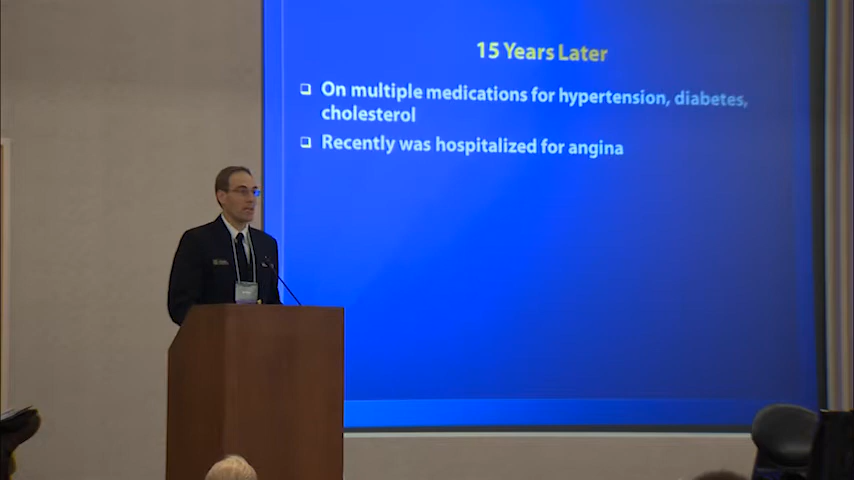 15 Years Later
On multiple medications for hypertension, diabetes,
cholesterol
Recently was hospitalized for angina